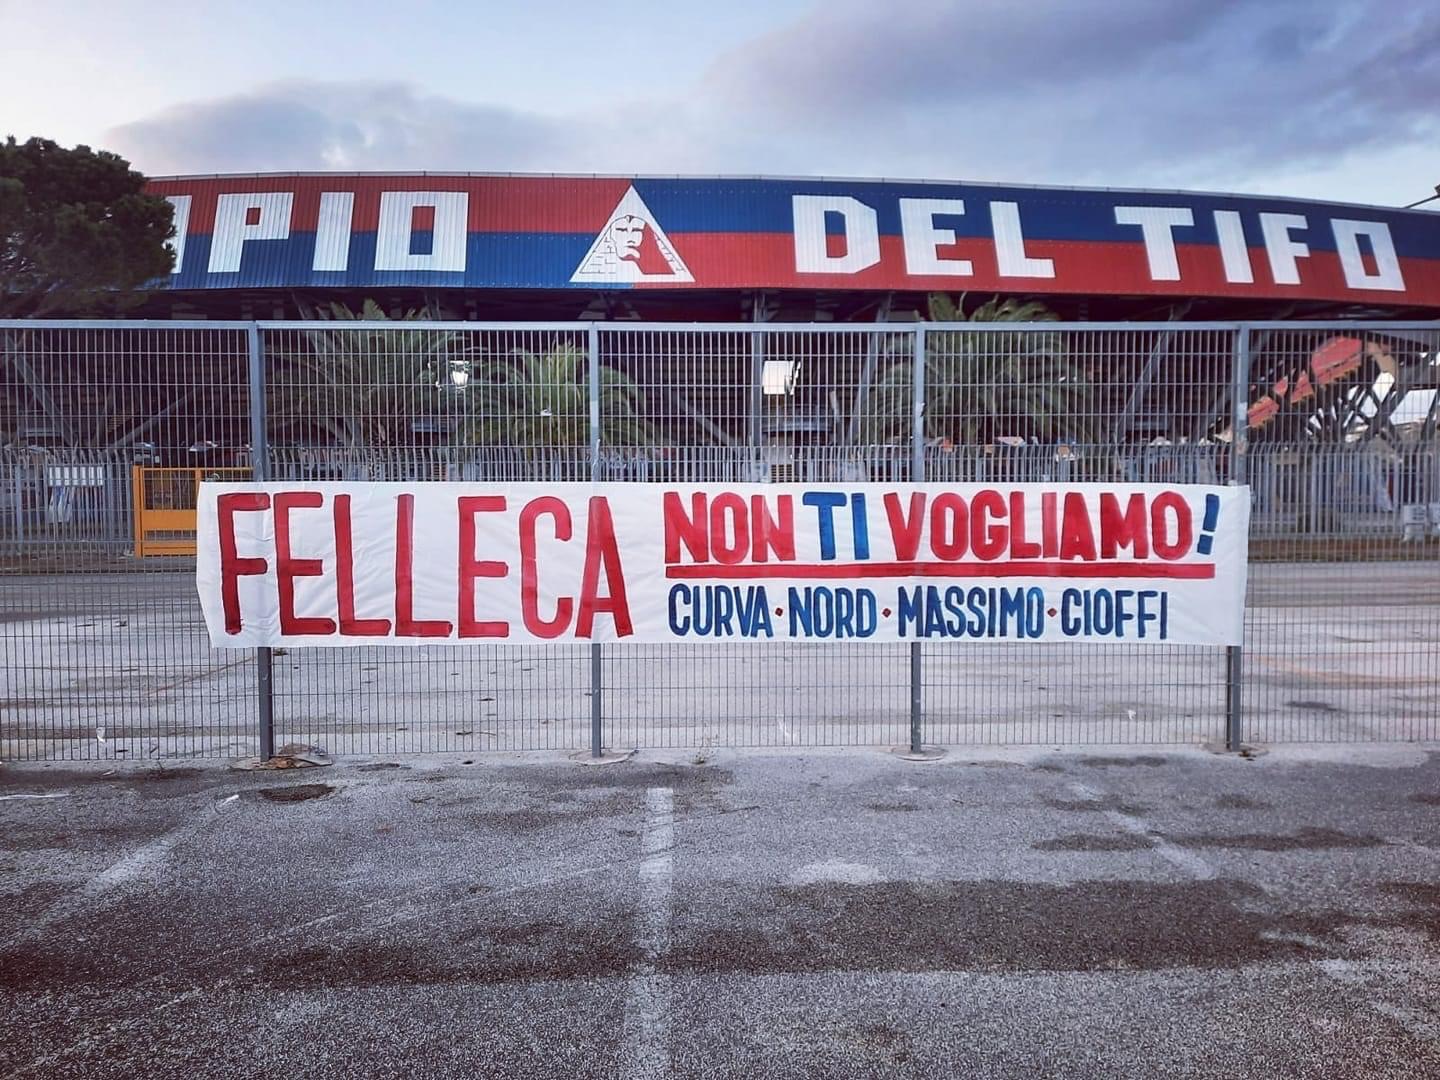 PIO DEL TIFO
FELLECA NON TI VOGLIAMO!
CURVA · NORD · MASSIMO · CIOFFI